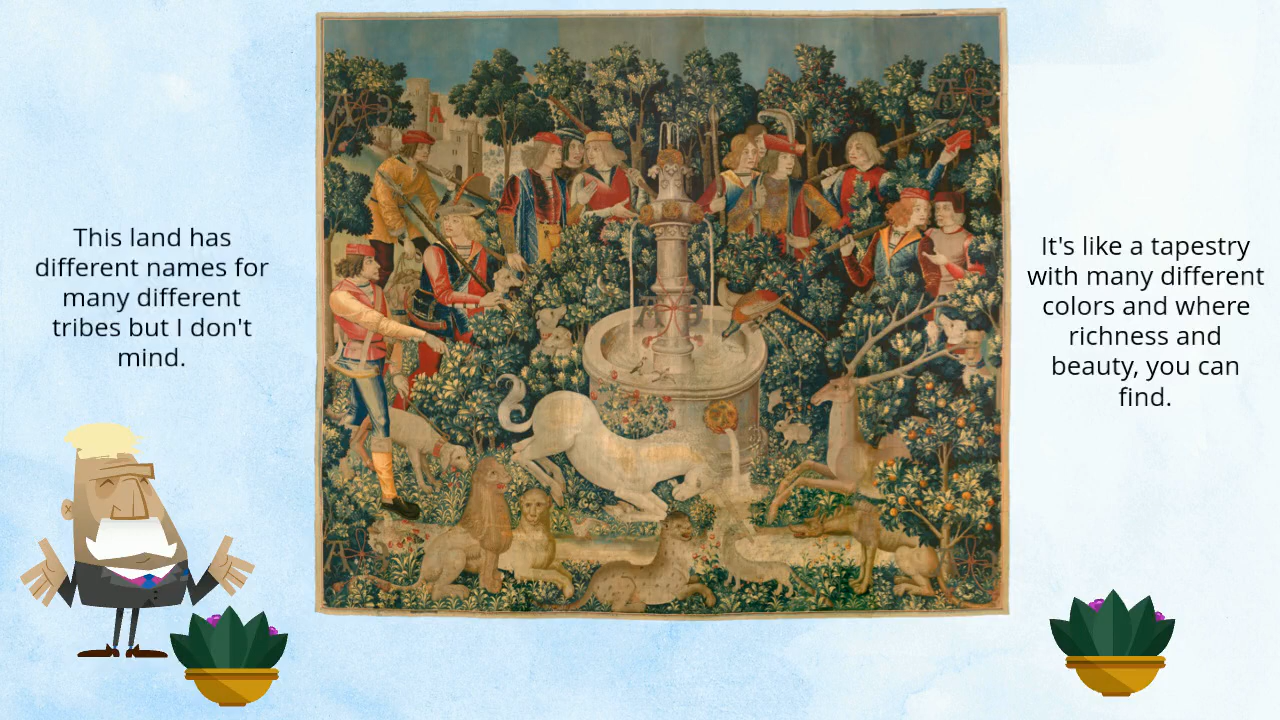 This land has
different names for
many different
tribes but I don't
mind.
It's like a tapestry
with many different
colors and where
richness and
beauty, you can
find.